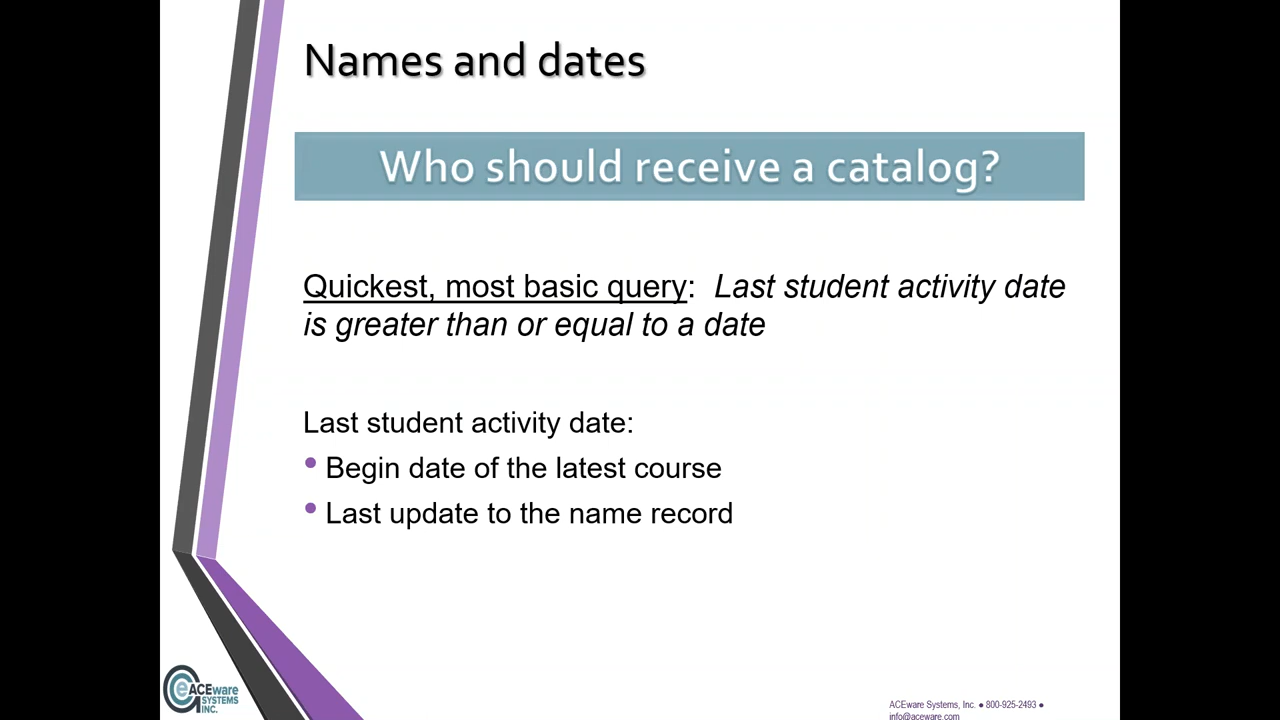 Names and dates
Who should receive a catalog?
Quickest, most basic query:  Last student activity date
is greater than or equal to a date
Last student activity date:
• Begin date of the latest course
• Last update to the name record
e ACEware
SYSTEMS
INC.
ACEware Systems, Inc. ● 800-925-2493 ●
info@aceware.com